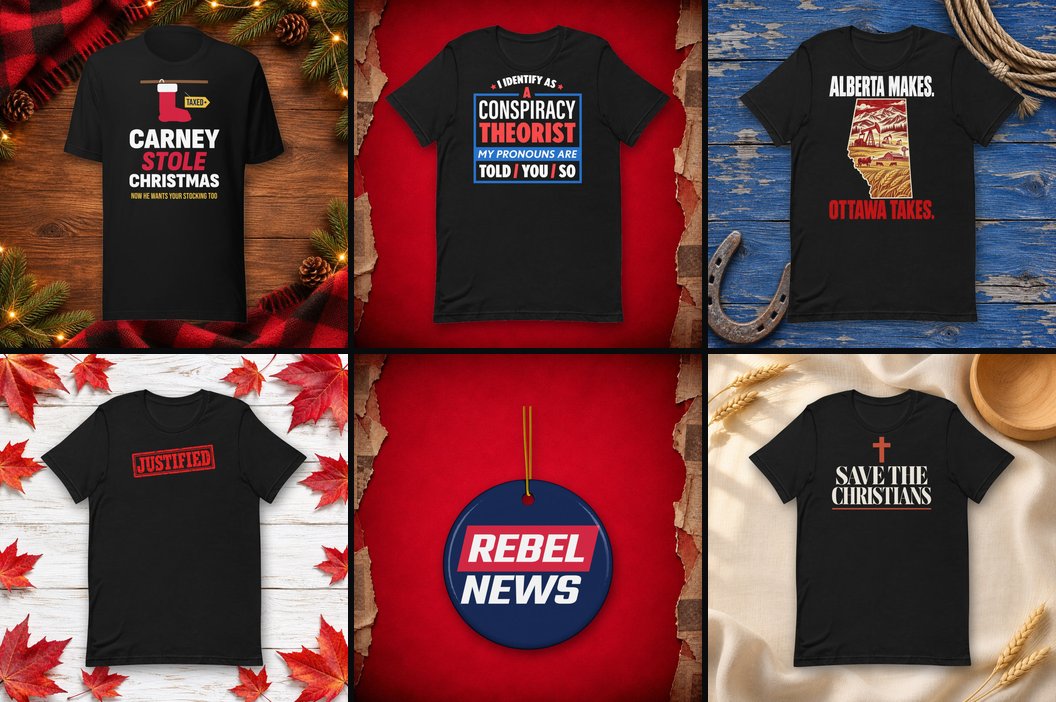 TAXED
CARNEY
STOLE
CHRISTMAS
NOW HE WANTS YOUR STOCKING TOO
I IDENTIFY AS
A
CONSPIRACY
THEORIST
MY PRONOUNS ARE
TOLD / YOU / SO
ALBERTA MAKES.
OTTAWA TAKES.
JUSTIFIED
REBEL
NEWS
SAVE THE
CHRISTIANS